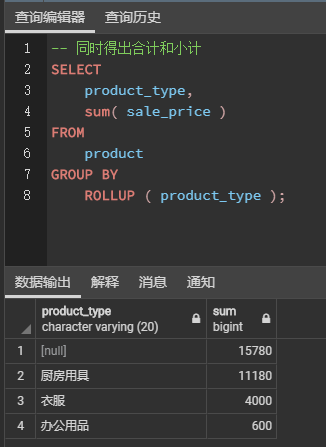 查询编辑器 查询历史
1 -- 同时得出合计和小计
2 SELECT
3 product_type,
4 sum( sale_price )
5 FROM
6 product
7 GROUP BY
8 ROLLUP ( product_type );
数据输出 解释 消息 通知
product_type sum
character varying (20) bigint
1 [null] 15780
2 厨房用具 11180
3 衣服 4000
4 办公用品 600